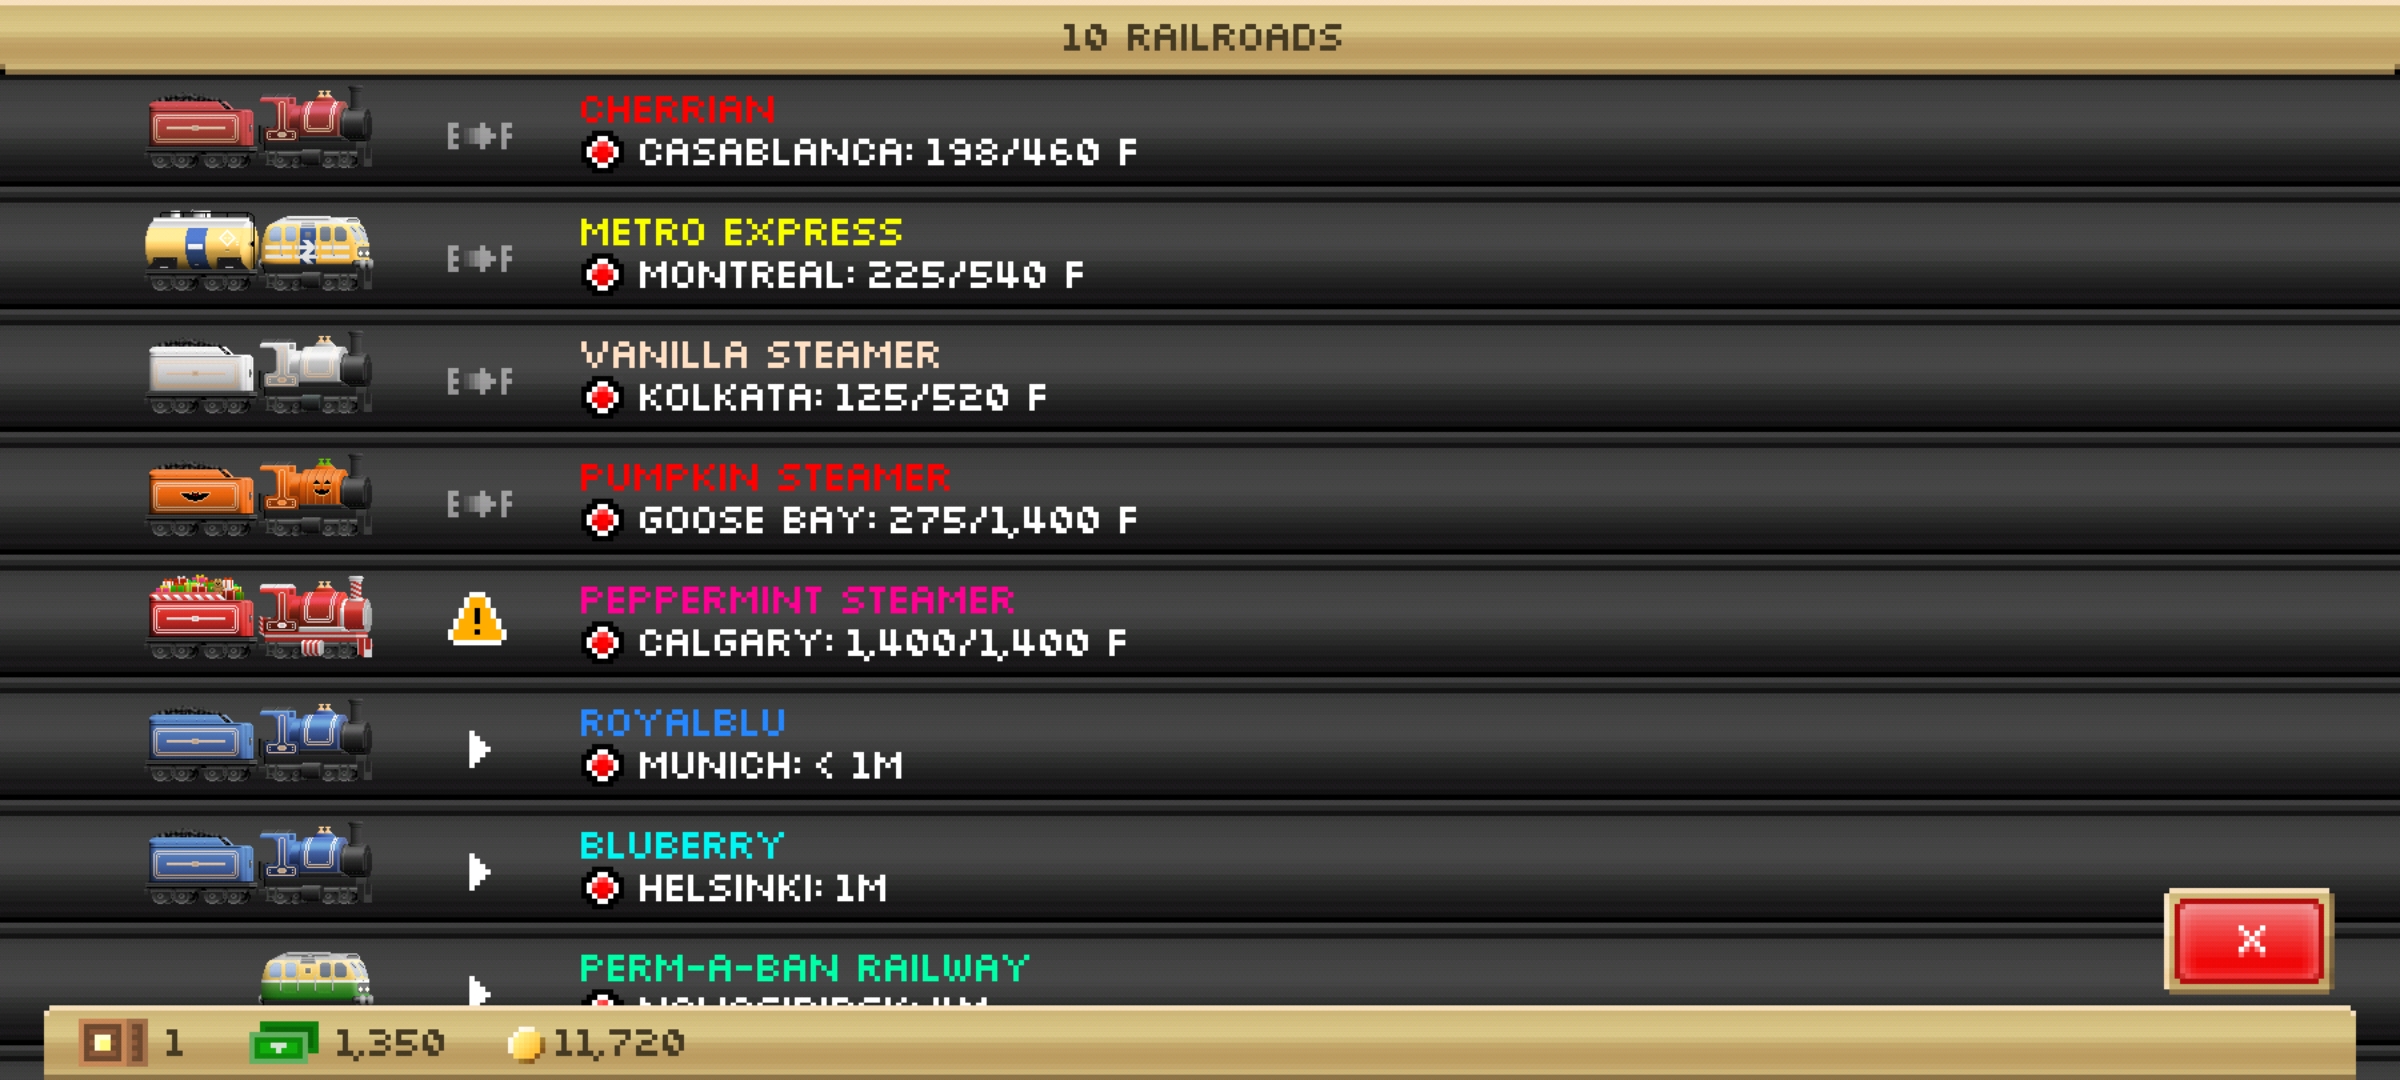 10 RAILROADS
CHERRIAN
E F
CASABLANCA: 198/460 F
METRO EXPRESS
E F
MONTREAL: 225/540 F
VANILLA STEAMER
E F
KOLKATA: 125/520 F
PUMPKIN STEAMER
E F
GOOSE BAY: 275/1,400 F
PEPPERMINT STEAMER
CALGARY: 1,400/1,400 F
ROYALBLU
MUNICH: < 1M
BLUBERRY
HELSINKI: 1M
PERM-A-BAN RAILWAY
X
1 1,350 11,720